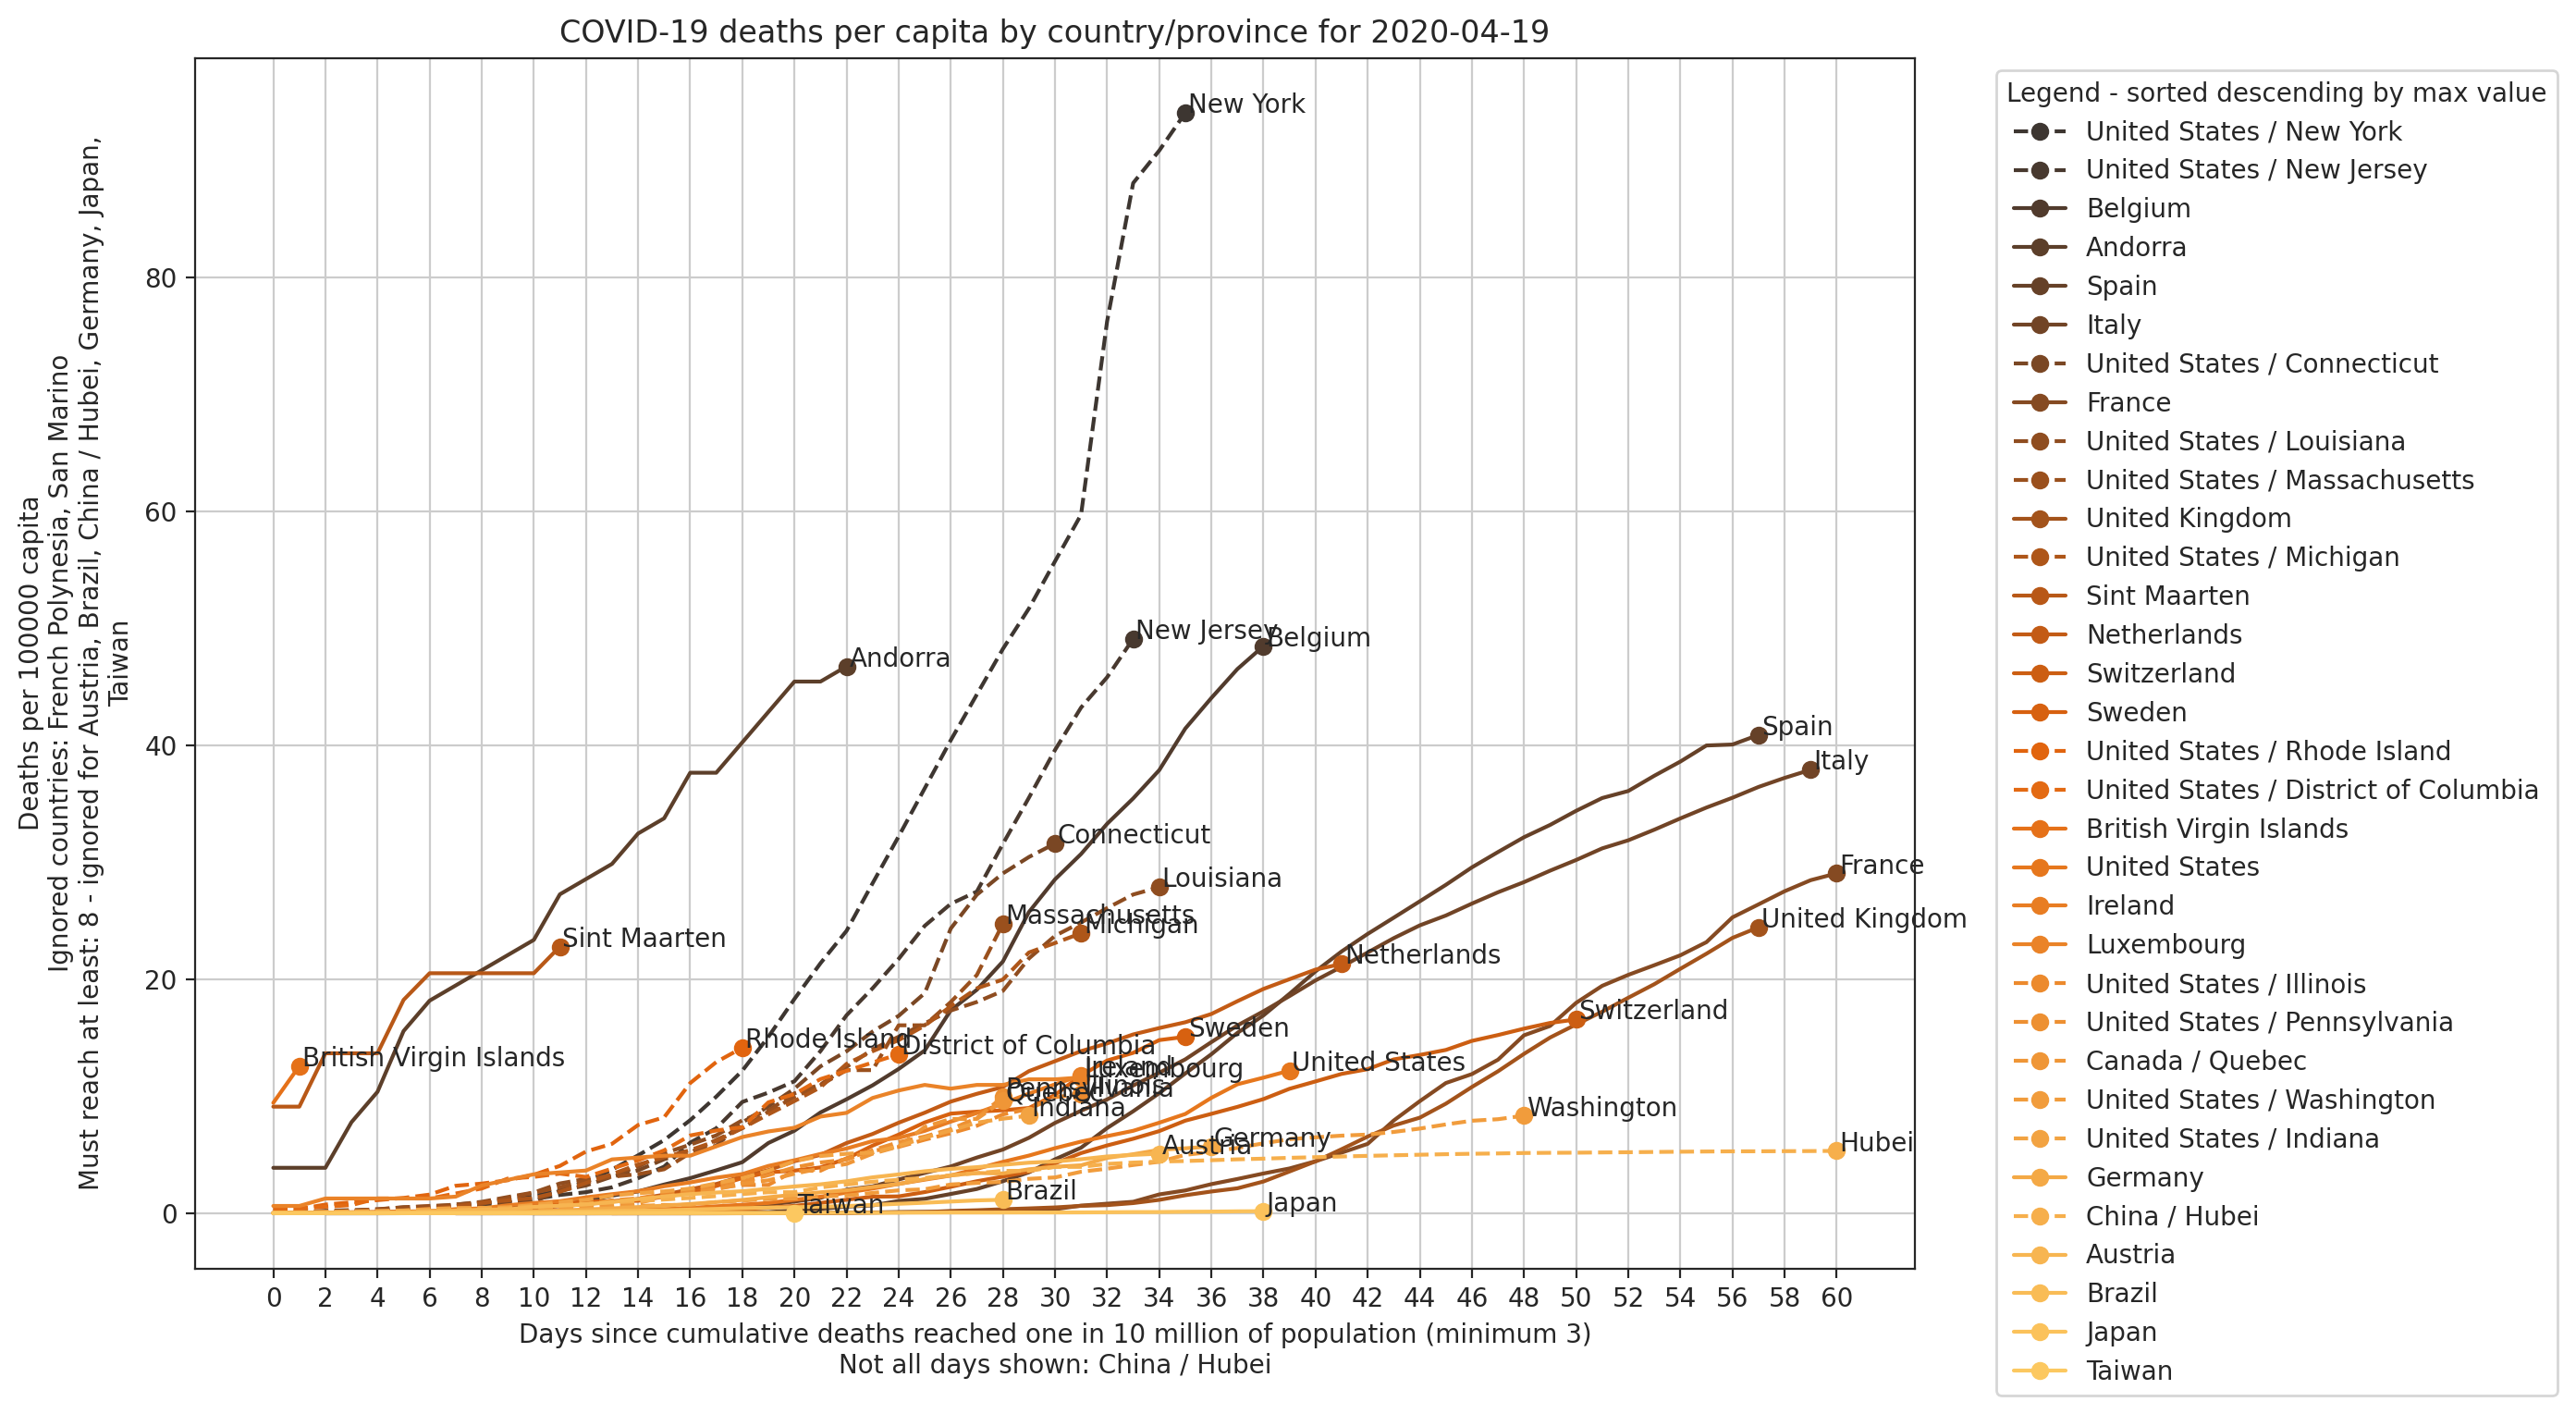 COVID-19 deaths per capita by country/province for 2020-04-19
Deaths per 100000 capita
Ignored countries: French Polynesia, San Marino
Must reach at least: 8 - ignored for Austria, Brazil, China / Hubei, Germany, Japan,
Taiwan
80
60
40
20
0
New York
New Jersey
Belgium
Andorra
Spain
Italy
Connecticut
France
Louisiana
Massachusetts
Michigan
United Kingdom
Sint Maarten
Netherlands
Switzerland
Sweden
Rhode Island
District of Columbia
British Virgin Islands
United States
Ireland
Luxembourg
Illinois
Pennsylvania
Quebec
Indiana
Washington
Germany
Austria
Hubei
Brazil
Japan
Taiwan
0 2 4 6 8 10 12 14 16 18 20 22 24 26 28 30 32 34 36 38 40 42 44 46 48 50 52 54 56 58 60
Days since cumulative deaths reached one in 10 million of population (minimum 3)
Not all days shown: China / Hubei
Legend - sorted descending by max value
United States / New York
United States / New Jersey
Belgium
Andorra
Spain
Italy
United States / Connecticut
France
United States / Louisiana
United States / Massachusetts
United Kingdom
United States / Michigan
Sint Maarten
Netherlands
Switzerland
Sweden
United States / Rhode Island
United States / District of Columbia
British Virgin Islands
United States
Ireland
Luxembourg
United States / Illinois
United States / Pennsylvania
Canada / Quebec
United States / Washington
United States / Indiana
Germany
China / Hubei
Austria
Brazil
Japan
Taiwan